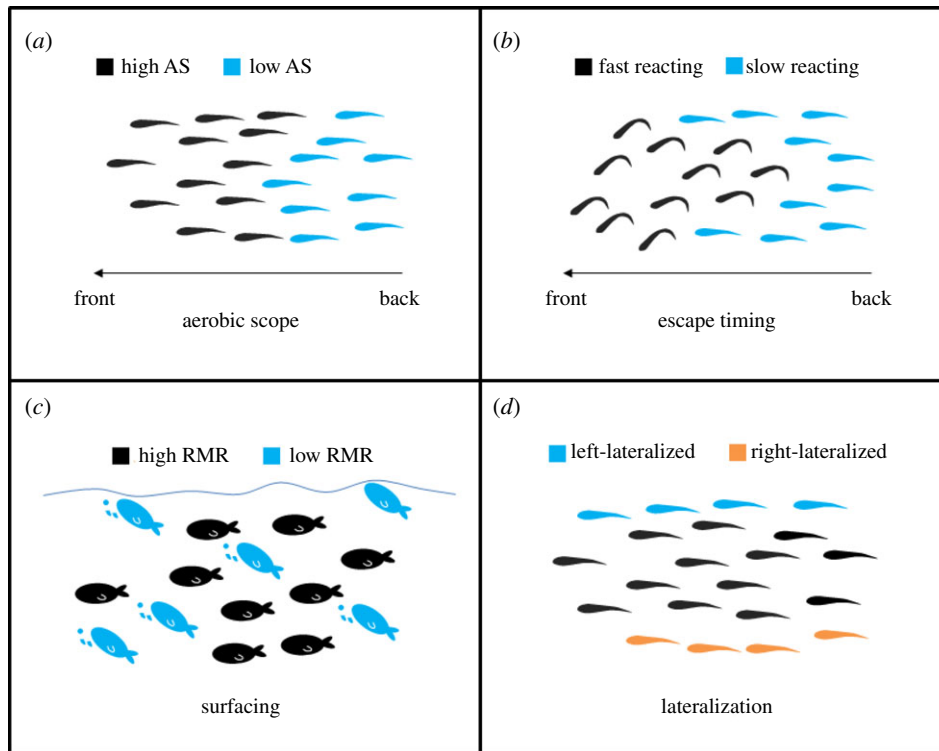 (a)
high AS low AS
front back
aerobic scope
(b)
fast reacting slow reacting
front back
escape timing
(c)
high RMR low RMR
surfacing
(d)
left-lateralized right-lateralized
lateralization